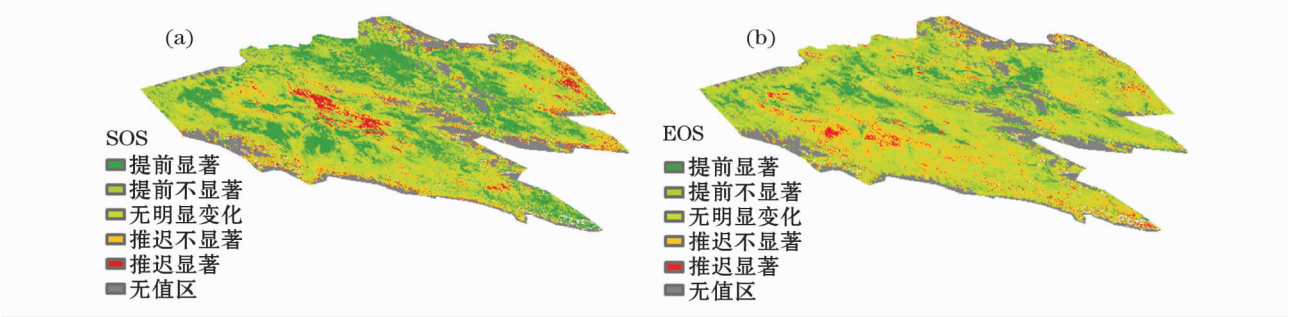 (a)
SOS
提前显著
提前不显著
无明显变化
推迟不显著
推迟显著
无值区
(b)
EOS
提前显著
提前不显著
无明显变化
推迟不显著
推迟显著
无值区